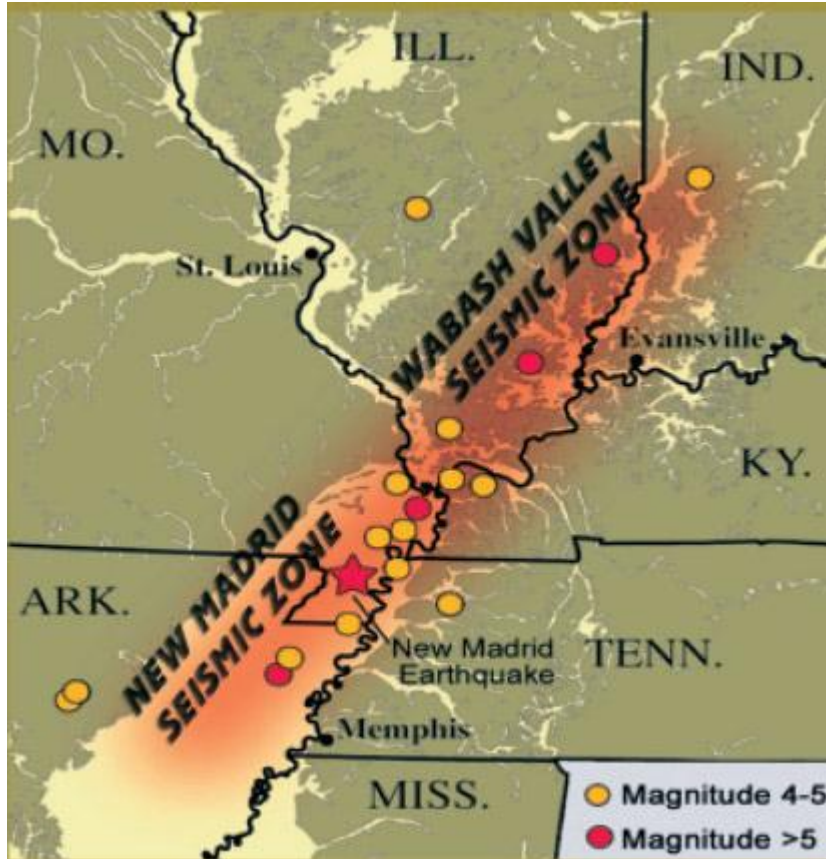 ILL.
IND.
MO.
WABASH VALLEY
SEISMIC ZONE
St. Louis
Evansville
KY.
NEW MADRID
SEISMIC ZONE
ARK.
New Madrid
Earthquake
TENN.
Memphis
MISS.
Magnitude 4-5
Magnitude >5